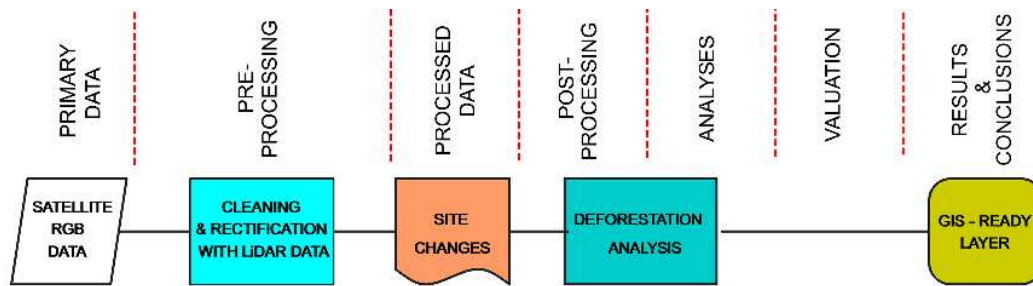 PRIMARY
DATA
PRE-
PROCESSING
PROCESSED
DATA
POST-
PROCESSING
ANALYSES
VALUATION
RESULTS
&
CONCLUSIONS
SATELLITE
RGB
DATA
CLEANING
& RECTIFICATION
WITH LiDAR DATA
SITE
CHANGES
DEFORESTATION
ANALYSIS
GIS - READY
LAYER